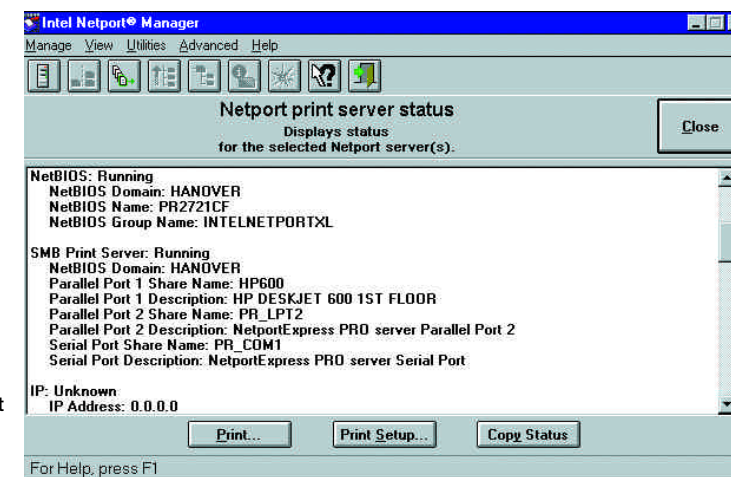 Intel Netport® Manager
Manage View Utilities Advanced Help
Netport print server status
Displays status
for the selected Netport server(s).
Close
NetBIOS: Running
NetBIOS Domain: HANOVER
NetBIOS Name: PR2721CF
NetBIOS Group Name: INTELNETPORTXL
SMB Print Server: Running
NetBIOS Domain: HANOVER
Parallel Port 1 Share Name: HP600
Parallel Port 1 Description: HP DESKJET 600 1ST FLOOR
Parallel Port 2 Share Name: PR_LPT2
Parallel Port 2 Description: NetportExpress PRO server Parallel Port 2
Serial Port Share Name: PR_COM1
Serial Port Description: NetportExpress PRO server Serial Port
IP: Unknown
IP Address: 0.0.0.0
Print... Print Setup... Copy Status
For Help, press F1